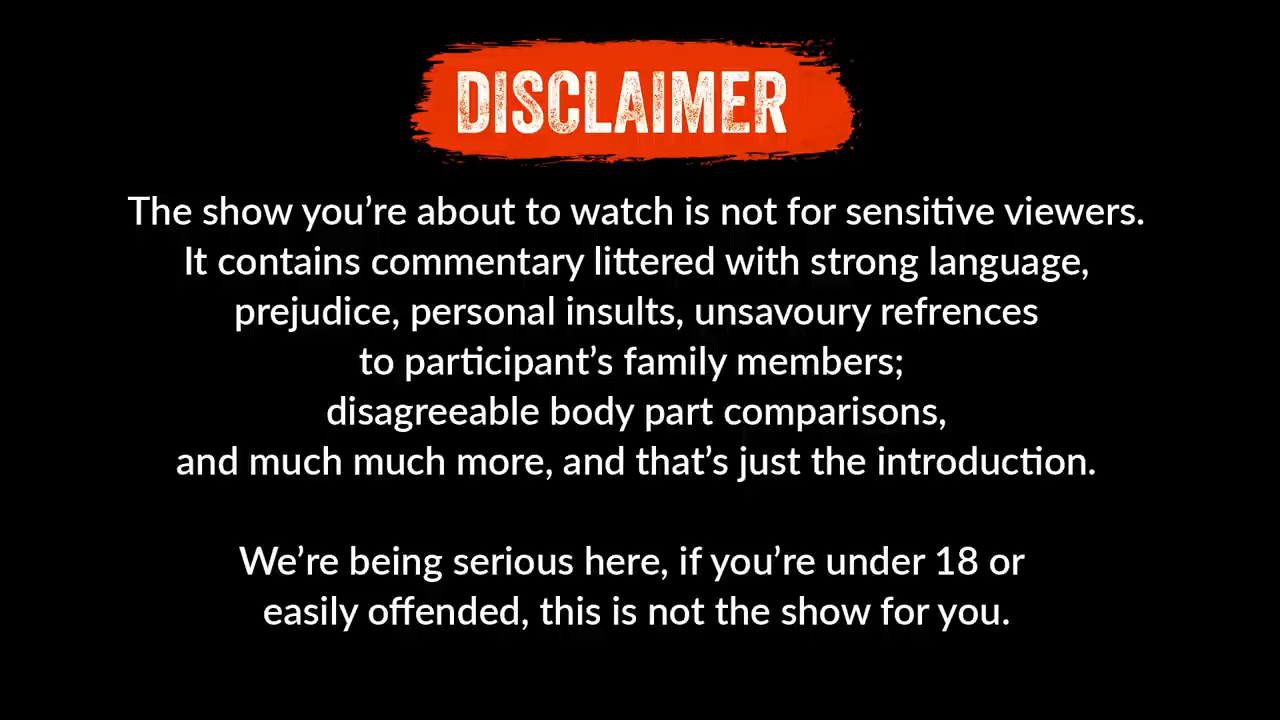 DISCLAIMER
The show you’re about to watch is not for sensitive viewers.
It contains commentary littered with strong language,
prejudice, personal insults, unsavoury refrences
to participant’s family members;
disagreeable body part comparisons,
and much much more, and that’s just the introduction.
We’re being serious here, if you’re under 18 or
easily offended, this is not the show for you.